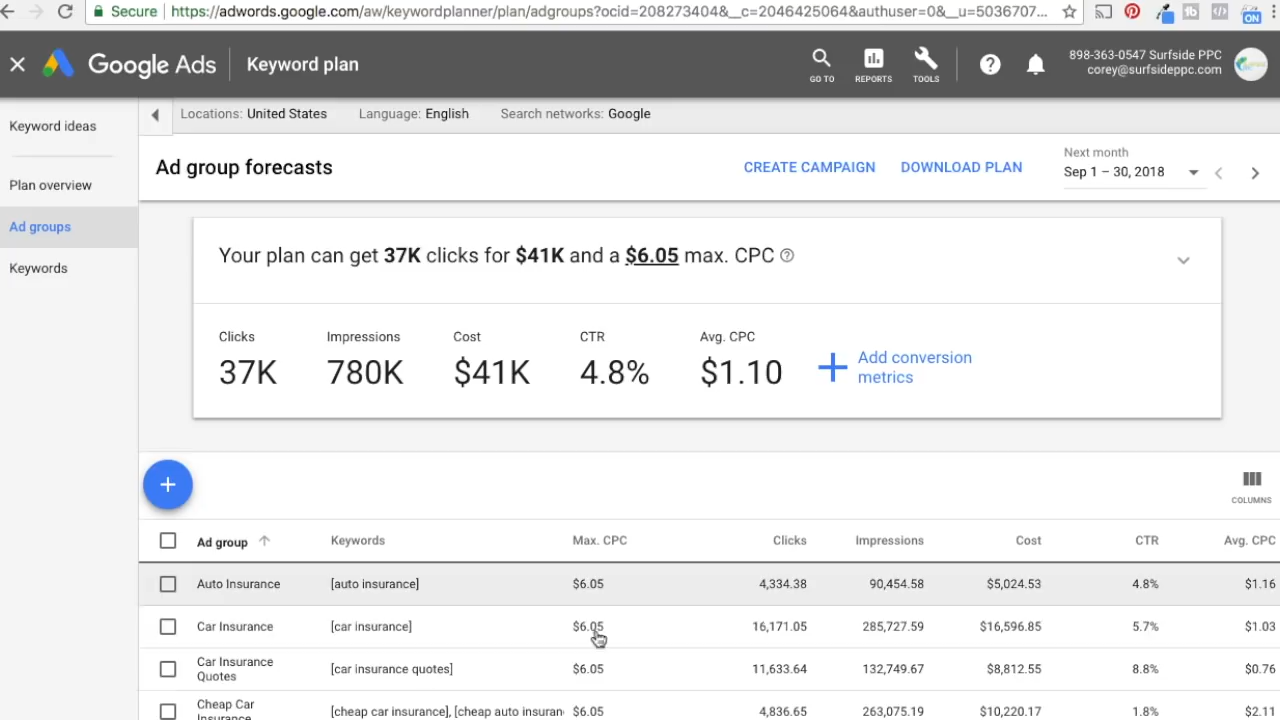 Secure https://adwords.google.com/aw/keywordplanner/plan/adgroups?ocid=208273404&__c=2046425064&authuser=0&__u=5036707...
ON
Google Ads Keyword plan
GO TO REPORTS TOOLS
898-363-0547 Surfside PPC
corey@surfsideppc.com
Keyword ideas
Plan overview
Ad groups
Keywords
Locations: United States Language: English Search networks: Google
Ad group forecasts
CREATE CAMPAIGN DOWNLOAD PLAN
Next month
Sep 1 – 30, 2018
Your plan can get 37K clicks for $41K and a $6.05 max. CPC
Clicks Impressions Cost CTR Avg. CPC
37K 780K $41K 4.8% $1.10
Add conversion
metrics
COLUMNS
Ad group Keywords Max. CPC Clicks Impressions Cost CTR Avg. CPC
Auto Insurance [auto insurance] $6.05 4,334.38 90,454.58 $5,024.53 4.8% $1.16
Car Insurance [car insurance] $6.05 16,171.05 285,727.59 $16,596.85 5.7% $1.03
Car Insurance
Quotes [car insurance quotes] $6.05 11,633.64 132,749.67 $8,812.55 8.8% $0.76
Cheap Car
Insurance [cheap car insurance], [cheap auto insuran $6.05 4,836.65 263,075.19 $10,220.17 1.8% $2.11